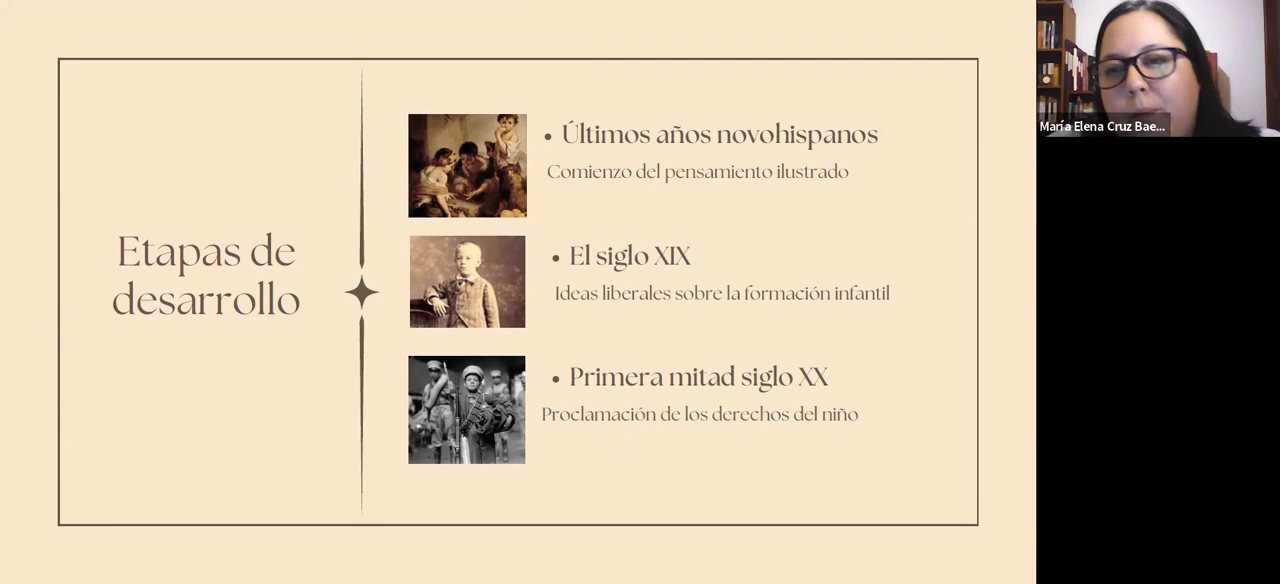 Etapas de
desarrollo
• Últimos años novohispanos
Comienzo del pensamiento ilustrado
• El siglo XIX
Ideas liberales sobre la formación infantil
• Primera mitad siglo XX
Proclamación de los derechos del niño
María Elena Cruz Bae...